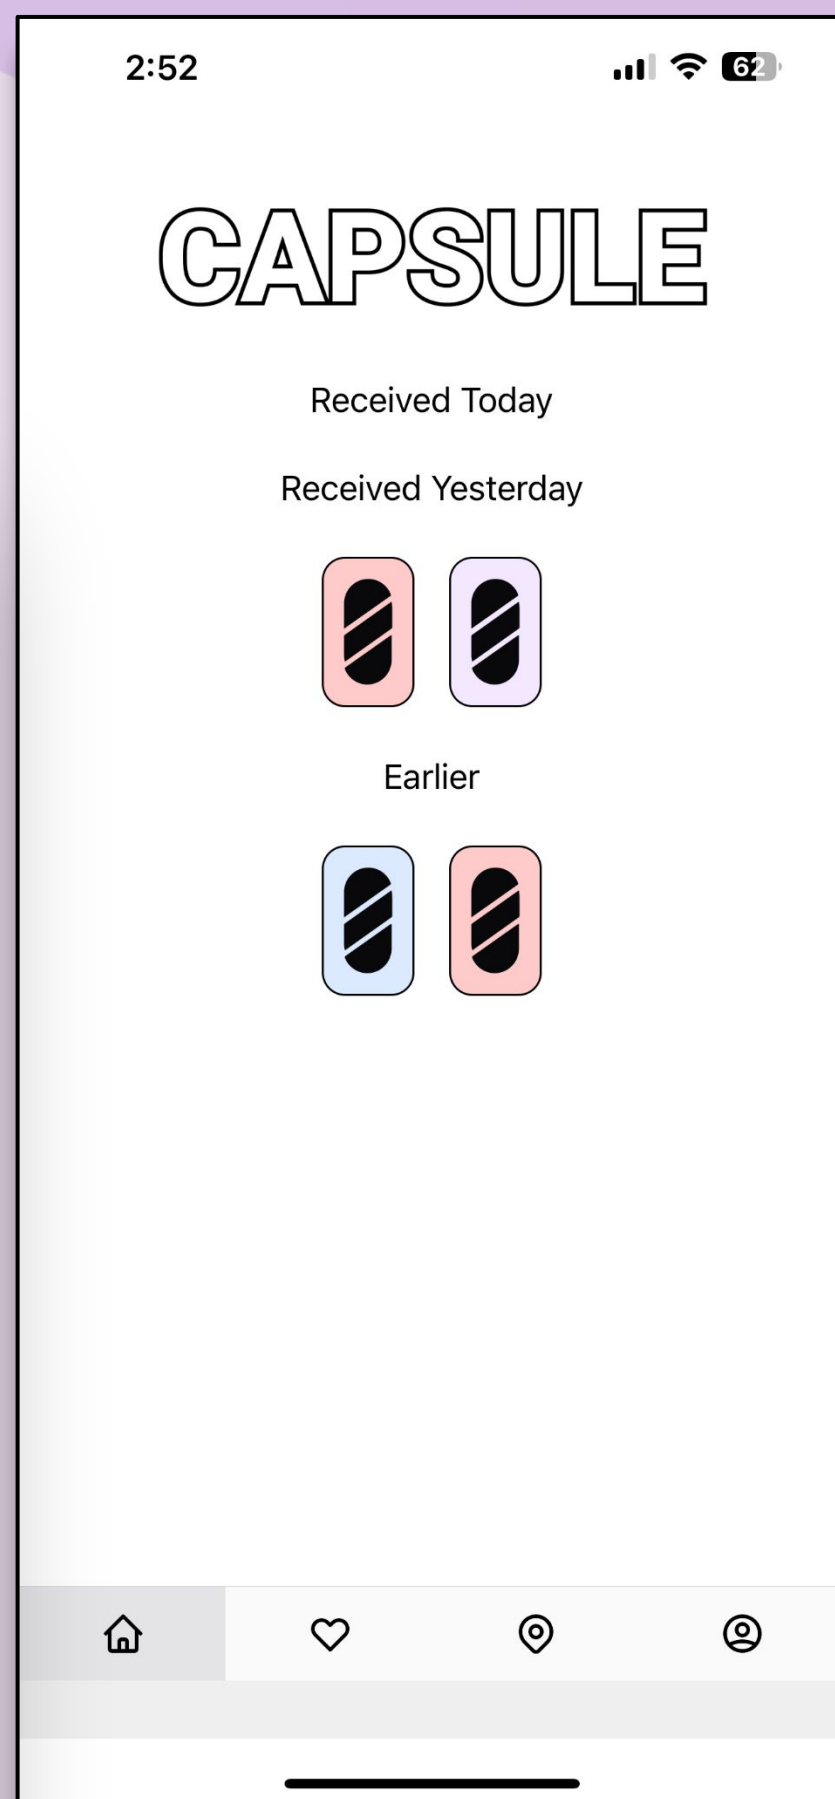 2:52
62
CAPSULE
Received Today
Received Yesterday
Earlier